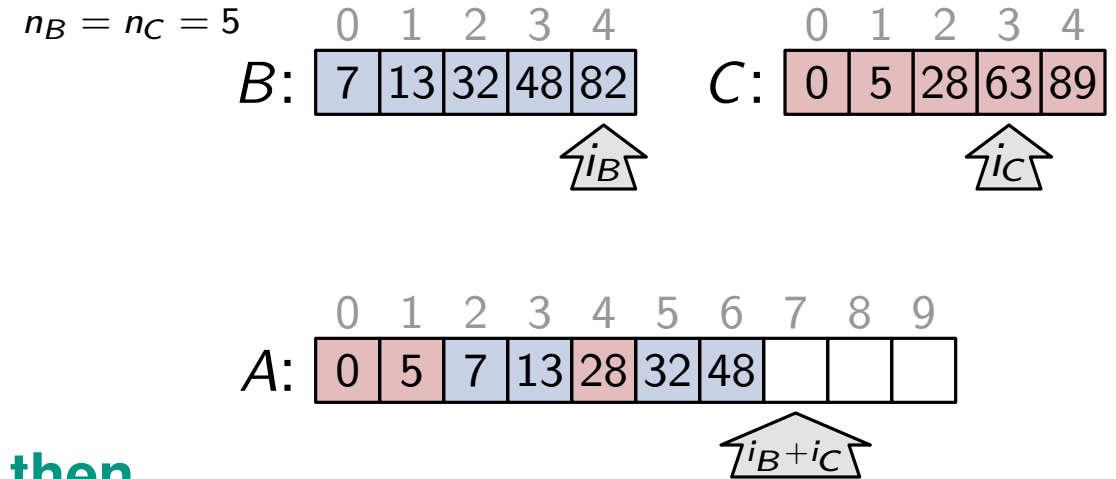 n_B = n_C = 5
0 1 2 3 4
B: 7 13 32 48 82
i_B
0 1 2 3 4
C: 0 5 28 63 89
i_C
0 1 2 3 4 5 6 7 8 9
A: 0 5 7 13 28 32 48
i_B+i_C
then